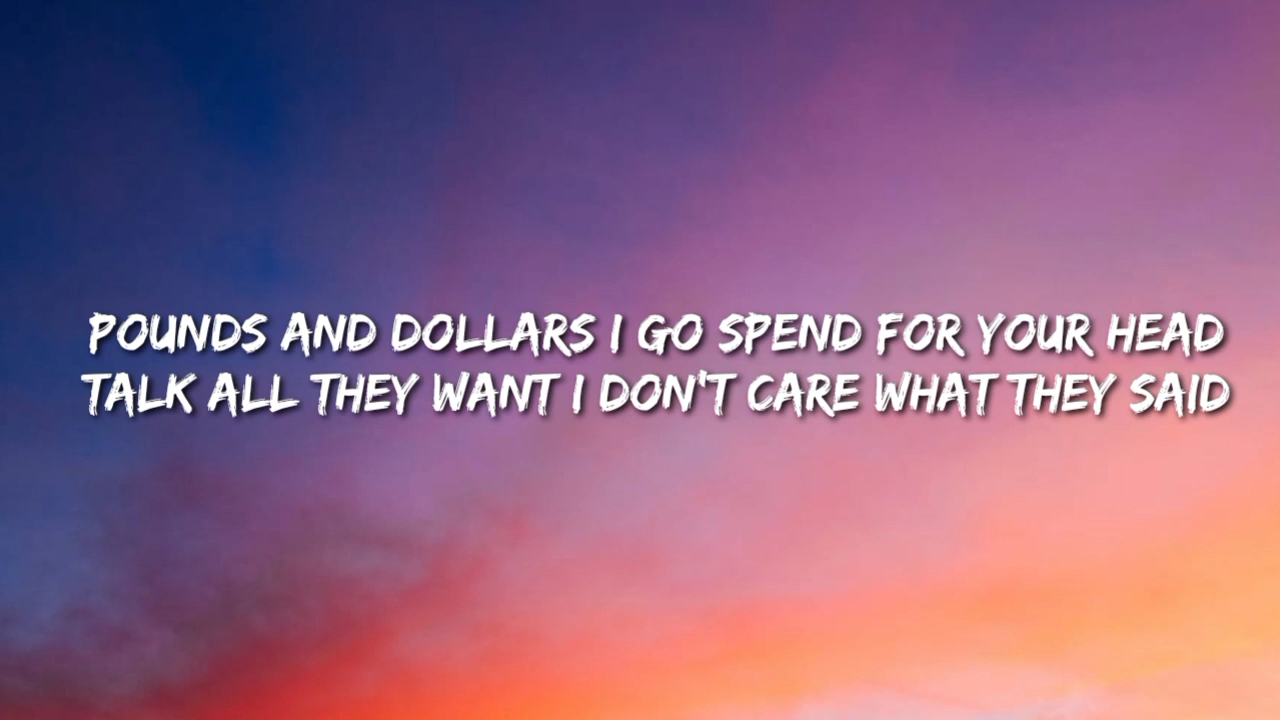 POUNDS AND DOLLARS I GO SPEND FOR YOUR HEAD
TALK ALL THEY WANT I DON'T CARE WHAT THEY SAID